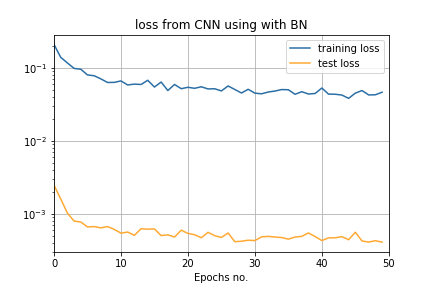 loss from CNN using with BN
training loss
test loss
10⁻¹
10⁻²
10⁻³
0 10 20 30 40 50
Epochs no.